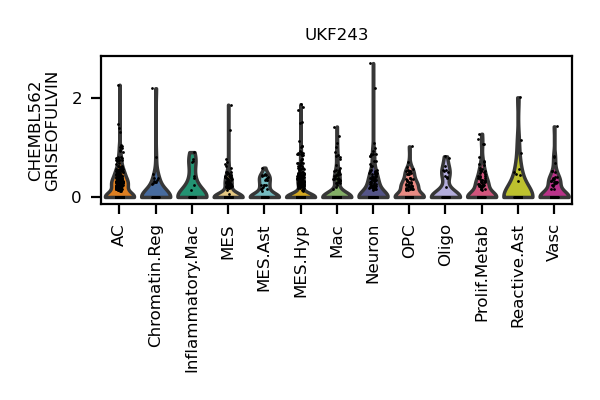 UKF243
CHEMBL562
GRISEOFULVIN
2
0
AC
Chromatin.Reg
Inflammatory.Mac
MES
MES.Ast
MES.Hyp
Mac
Neuron
OPC
Oligo
Prolif.Metab
Reactive.Ast
Vasc